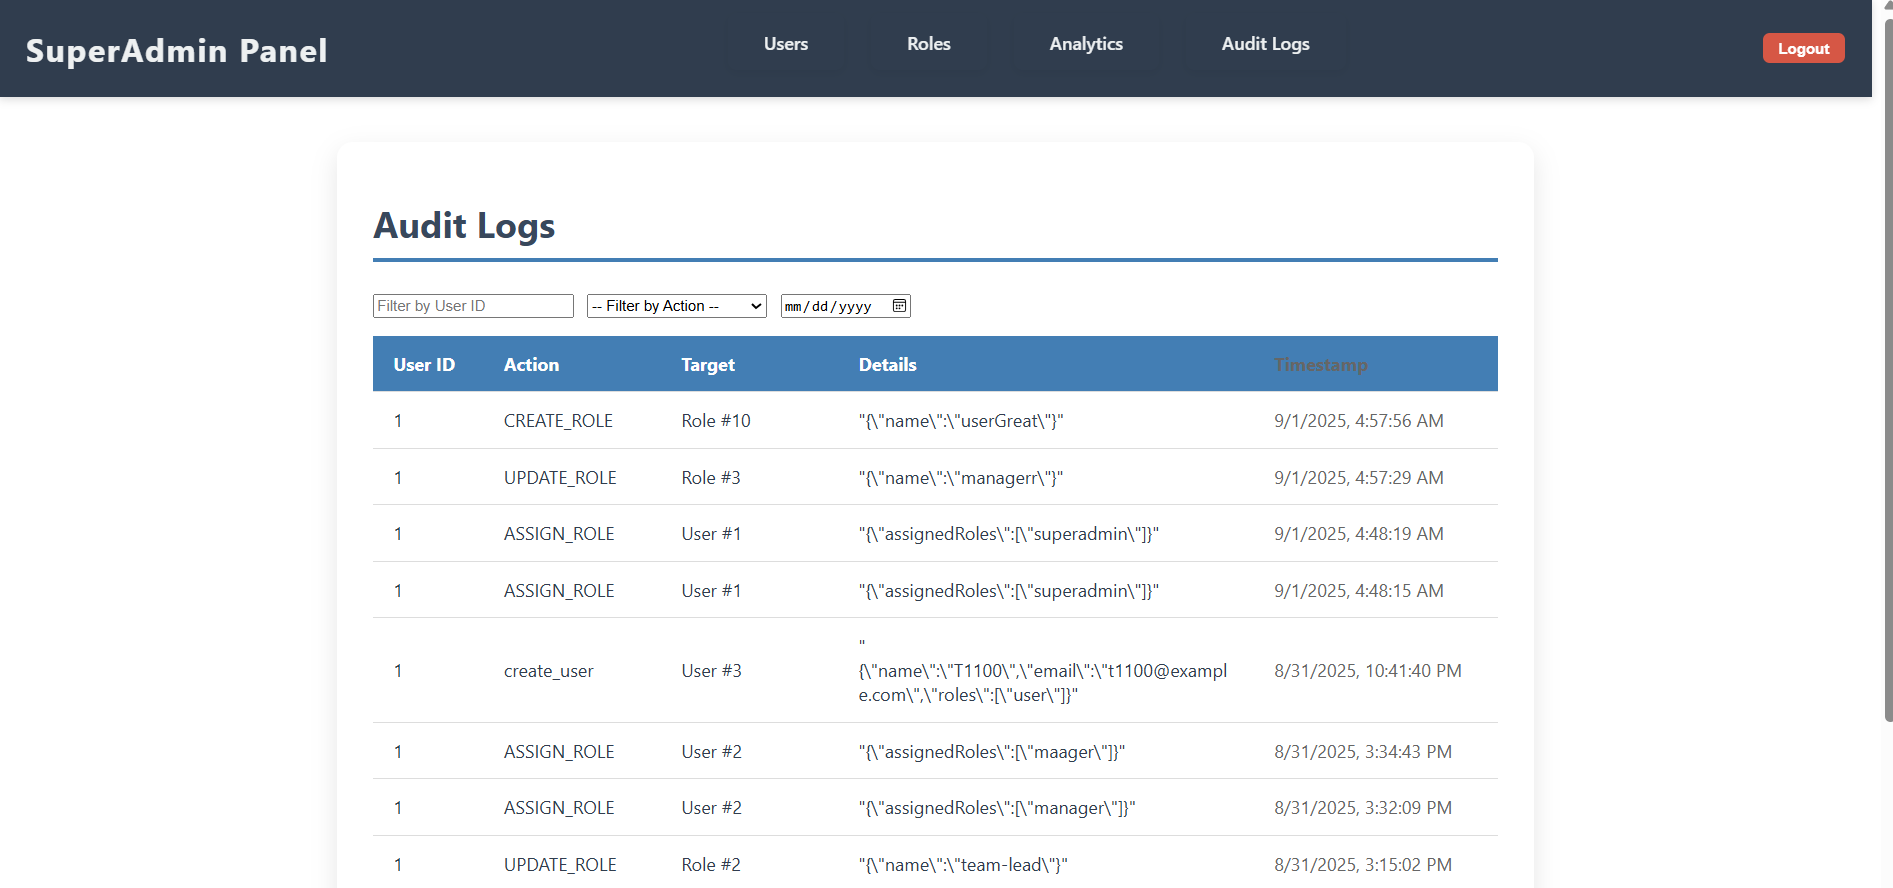 SuperAdmin Panel
Users Roles Analytics Audit Logs
Logout
Audit Logs
Filter by User ID -- Filter by Action -- mm/dd/yyyy
User ID Action Target Details Timestamp
1 CREATE_ROLE Role #10 "{\"name\":\"userGreat\"}" 9/1/2025, 4:57:56 AM
1 UPDATE_ROLE Role #3 "{\"name\":\"managerr\"}" 9/1/2025, 4:57:29 AM
1 ASSIGN_ROLE User #1 "{\"assignedRoles\":[\"superadmin\"]}" 9/1/2025, 4:48:19 AM
1 ASSIGN_ROLE User #1 "{\"assignedRoles\":[\"superadmin\"]}" 9/1/2025, 4:48:15 AM
"
1 create_user User #3 {\"name\":\"T1100\",\"email\":\"t1100@exampl 8/31/2025, 10:41:40 PM
e.com\",\"roles\":[\"user\"]}"
1 ASSIGN_ROLE User #2 "{\"assignedRoles\":[\"maager\"]}" 8/31/2025, 3:34:43 PM
1 ASSIGN_ROLE User #2 "{\"assignedRoles\":[\"manager\"]}" 8/31/2025, 3:32:09 PM
1 UPDATE_ROLE Role #2 "{\"name\":\"team-lead\"}" 8/31/2025, 3:15:02 PM